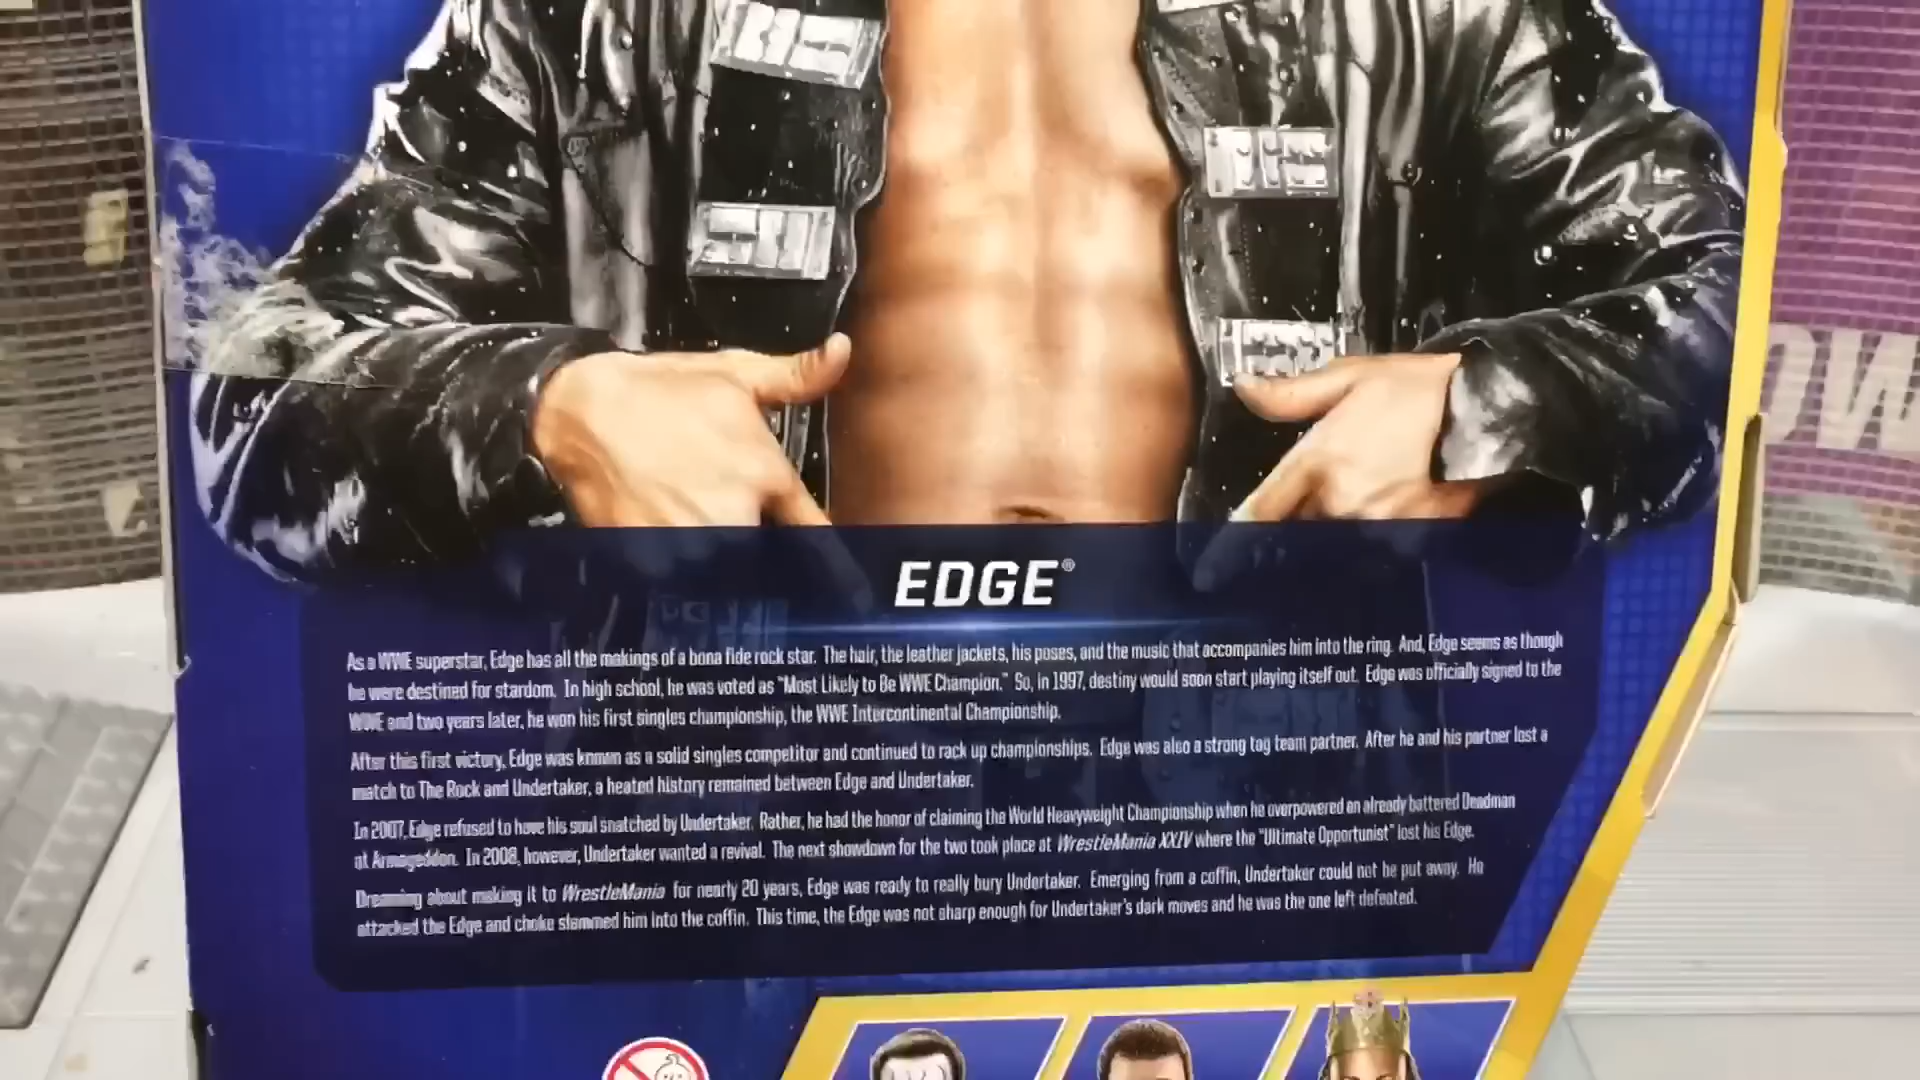 EDGE®
As a WWE superstar, Edge has all the makings of a bona fide rock star. The hair, the leather jackets, his poses, and the music that accompanies him into the ring. And, Edge seems as though
he were destined for stardom. In high school, he was voted as "Most Likely to Be WWE Champion." So, in 1997, destiny would soon start playing itself out. Edge was officially signed to the
WWE and two years later, he won his first singles championship, the WWE Intercontinental Championship.
After this first victory, Edge was known as a solid singles competitor and continued to rack up championships. Edge was also a strong tag team partner. After he and his partner lost a
match to The Rock and Undertaker, a heated history remained between Edge and Undertaker.
In 2007, Edge refused to have his soul snatched by Undertaker. Rather, he had the honor of claiming the World Heavyweight Championship when he overpowered an already battered Deadman
at Armageddon. In 2008, however, Undertaker wanted a revival. The next showdown for the two took place at WrestleMania XXIV where the "Ultimate Opportunist" lost his Edge.
Dreaming about making it to WrestleMania for nearly 20 years, Edge was ready to really bury Undertaker. Emerging from a coffin, Undertaker could not be put away. He
attacked the Edge and choke slammed him into the coffin. This time, the Edge was not sharp enough for Undertaker's dark moves and he was the one left defeated.